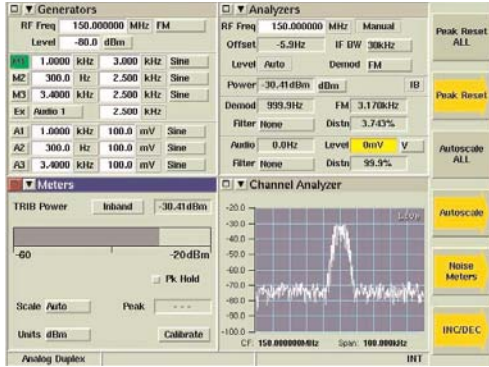 Generators
RF Freq 150.000000 MHz FM
Level -80.0 dBm
M1 1.0000 kHz 3.000 kHz Sine
M2 300.0 Hz 2.500 kHz Sine
M3 3.4000 kHz 2.500 kHz Sine
Ex Audio 1 2.500 kHz
A1 1.0000 kHz 100.0 mV Sine
A2 300.0 Hz 100.0 mV Sine
A3 3.4000 kHz 100.0 mV Sine
Analyzers
RF Freq 150.000000 MHz Manual
Offset -5.9Hz IF BW 30kHz
Level Auto Demod FM
Power -30.41dBm dBm IB
Demod 999.9Hz FM 3.170kHz
Filter None Distn 3.743%
Audio 0.0Hz Level 0mV V
Filter None Distn 99.9%
Peak Reset
ALL
Peak Reset
Autoscale
ALL
Autoscale
Noise
Meters
INC/DEC
Meters
TRIB Power Inband -30.41dBm
-60 -20dBm
Pk Hold
Scale Auto Peak - - -
Units dBm Calibrate
Channel Analyzer
Live
-20.0
-30.0
-40.0
-50.0
-60.0
-70.0
-80.0
-90.0
-100.0
CF: 150.000000MHz Span: 100.000kHz
Analog Duplex INT